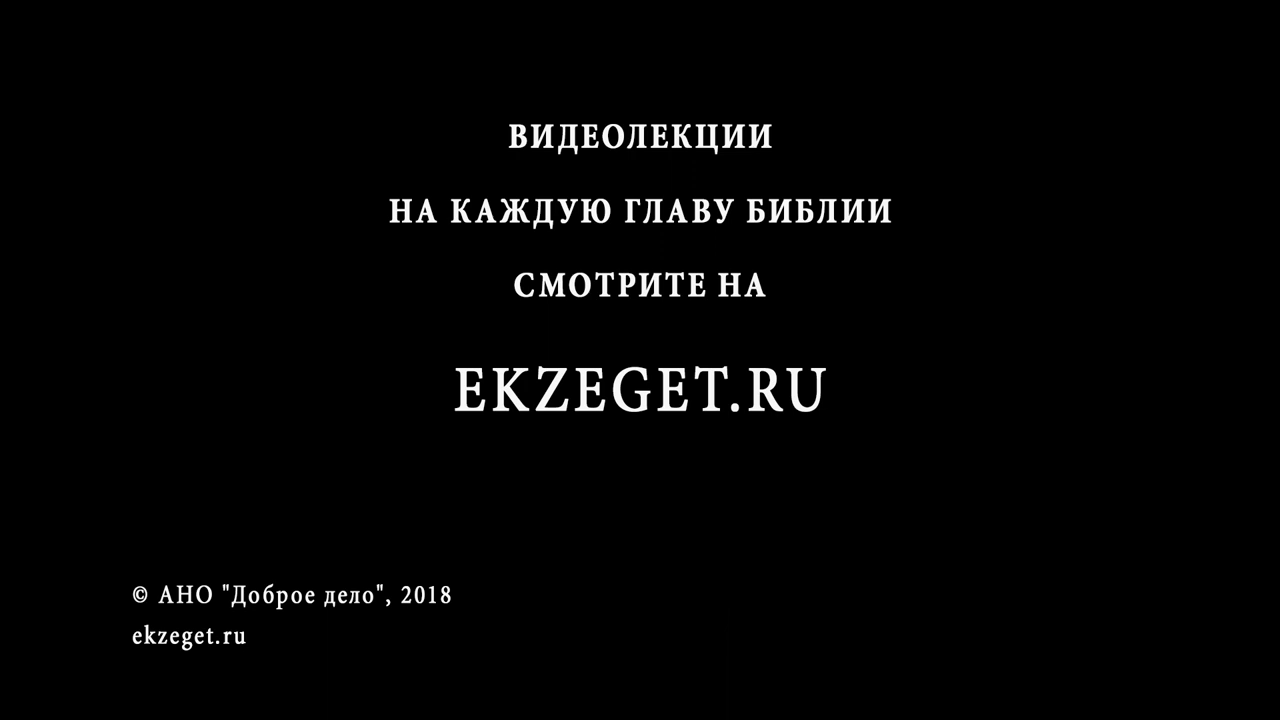 ВИДЕОЛЕКЦИИ
НА КАЖДУЮ ГЛАВУ БИБЛИИ
СМОТРИТЕ НА
EKZEGET.RU
© АНО "Доброе дело", 2018
ekzeget.ru